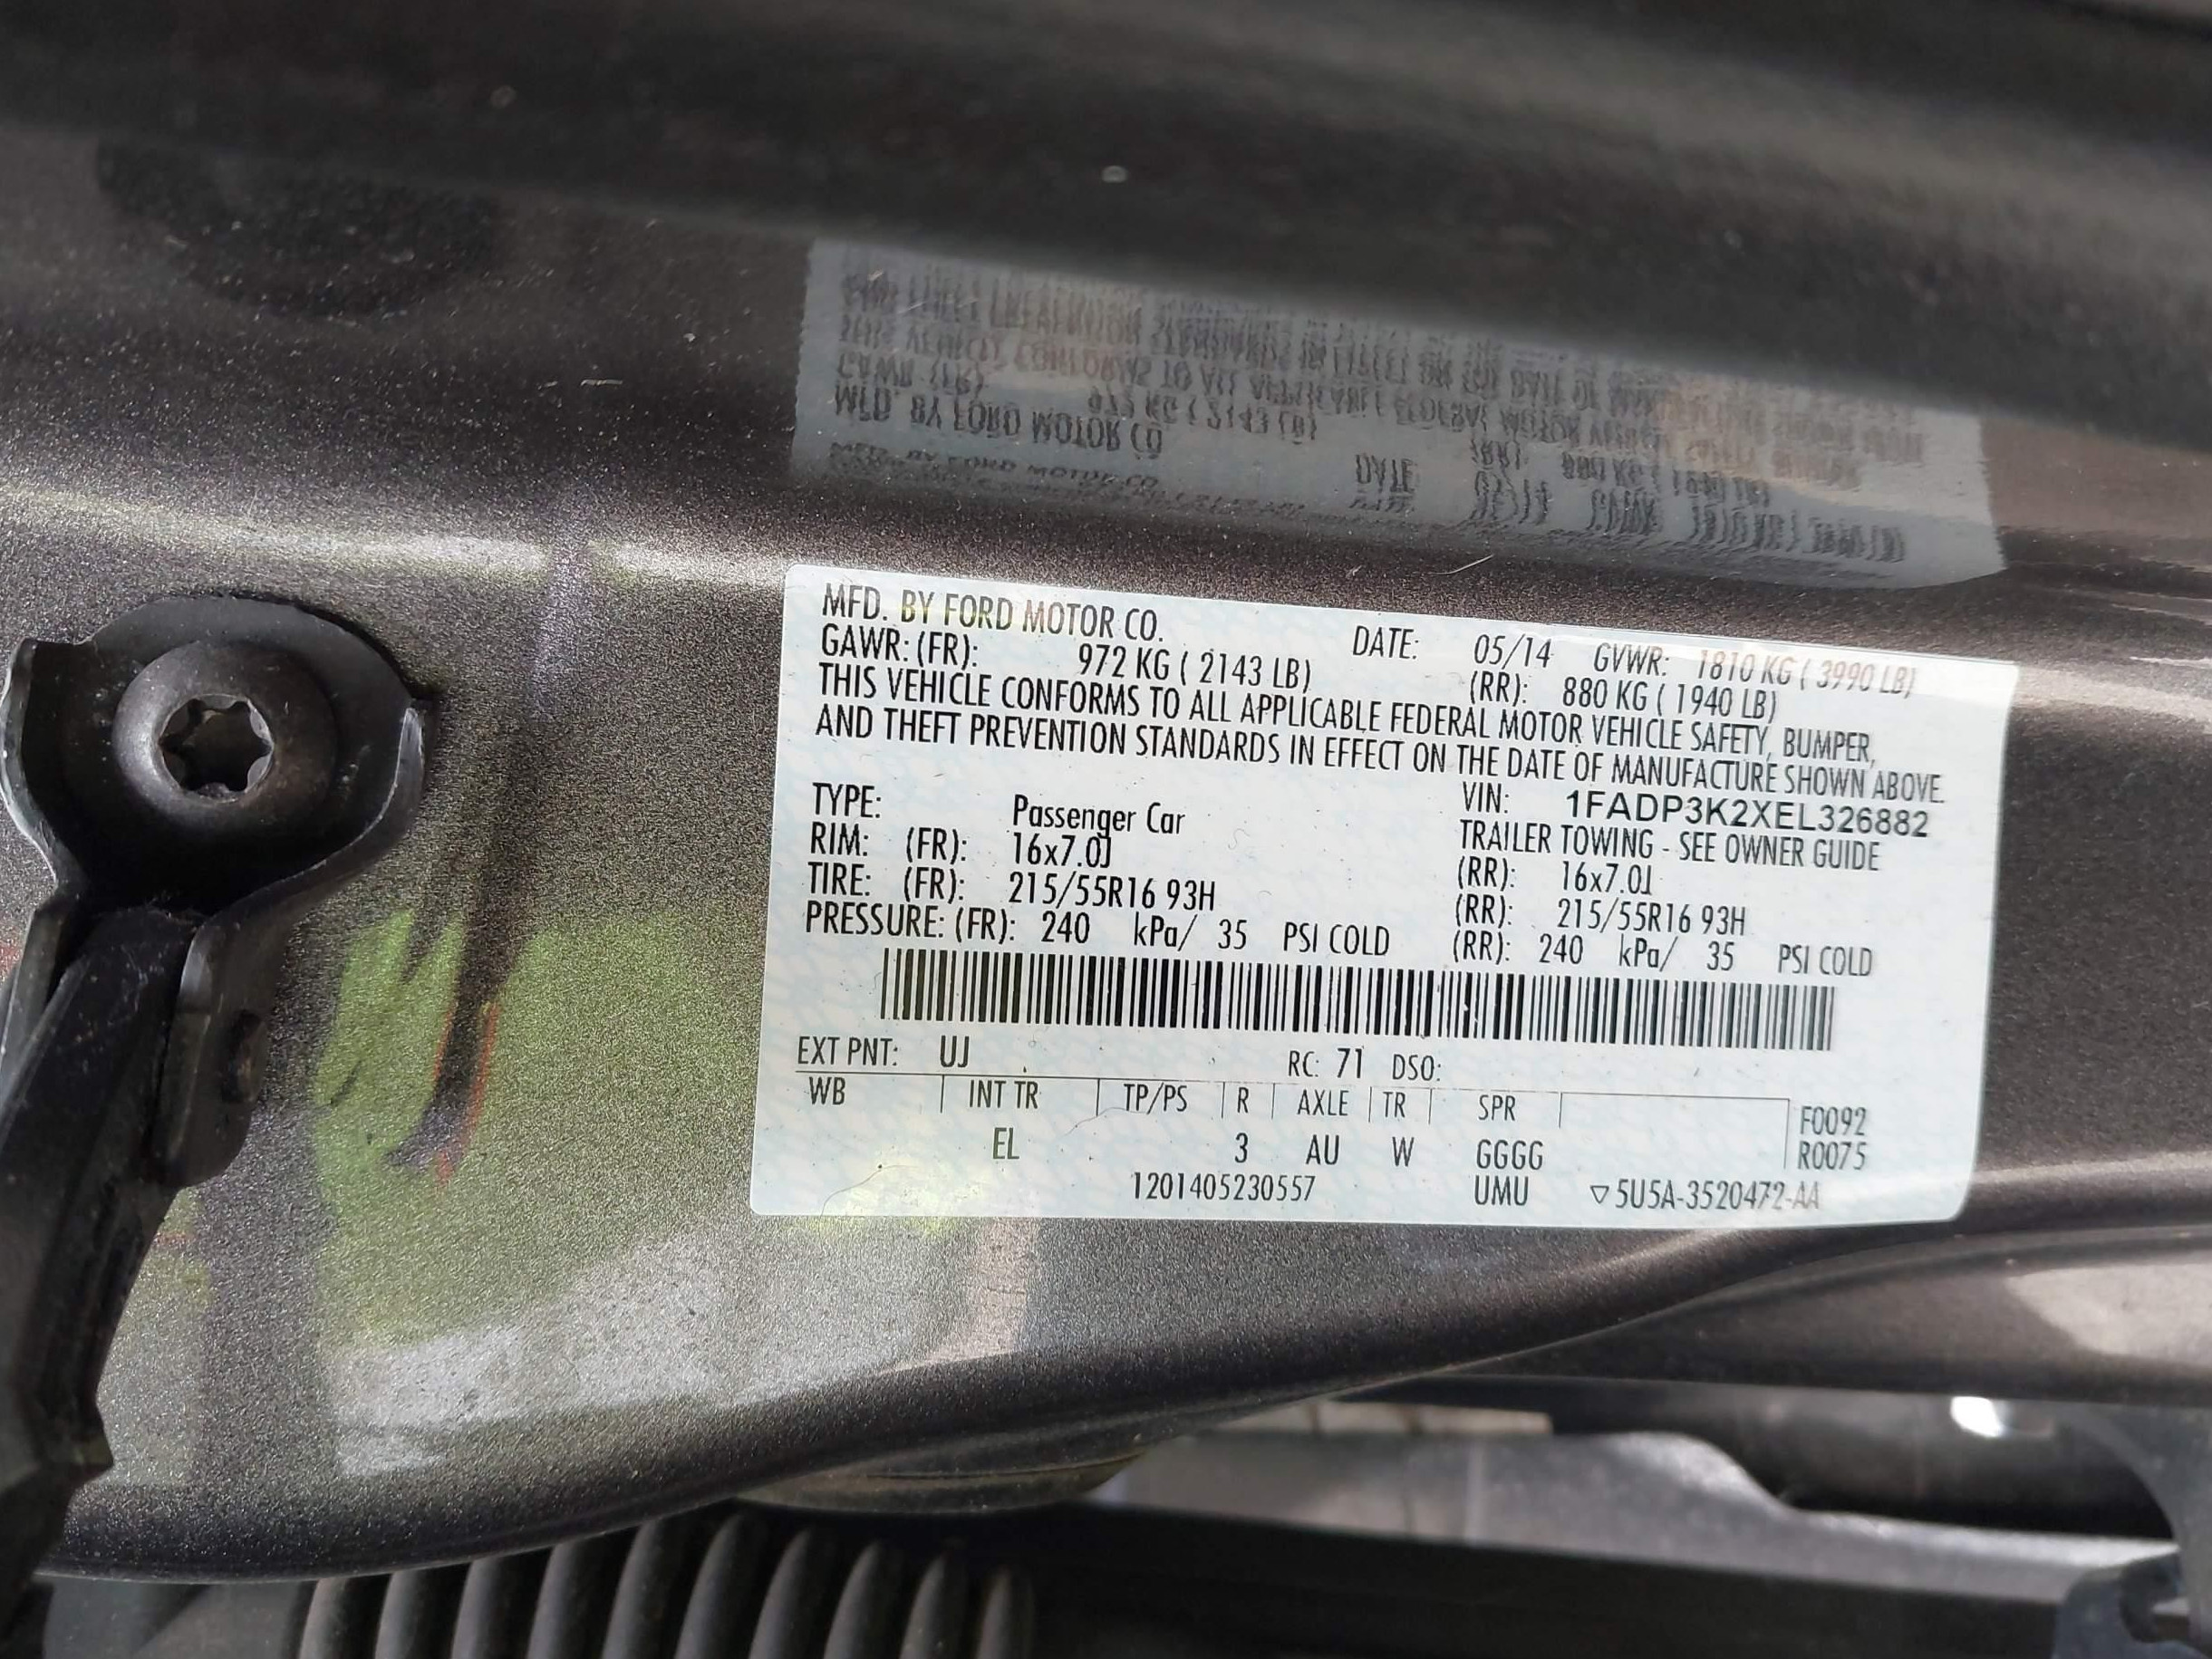 MFD. BY FORD MOTOR CO. DATE: 05/14 GVWR: 1810 KG ( 3990 LB)
GAWR: (FR): 972 KG ( 2143 LB) (RR): 880 KG ( 1940 LB)
THIS VEHICLE CONFORMS TO ALL APPLICABLE FEDERAL MOTOR VEHICLE SAFETY, BUMPER,
AND THEFT PREVENTION STANDARDS IN EFFECT ON THE DATE OF MANUFACTURE SHOWN ABOVE.
VIN: 1FADP3K2XEL326882
TYPE: Passenger Car TRAILER TOWING - SEE OWNER GUIDE
RIM: (FR): 16x7.0J (RR): 16x7.0J
TIRE: (FR): 215/55R16 93H (RR): 215/55R16 93H
PRESSURE: (FR): 240 kPa/ 35 PSI COLD (RR): 240 kPa/ 35 PSI COLD
EXT PNT: UJ RC: 71 DSO:
WB INT TR TP/PS R AXLE TR SPR F0092
EL 3 AU W GGGG R0075
1201405230557 UMU ▽5U5A-3520472-AA